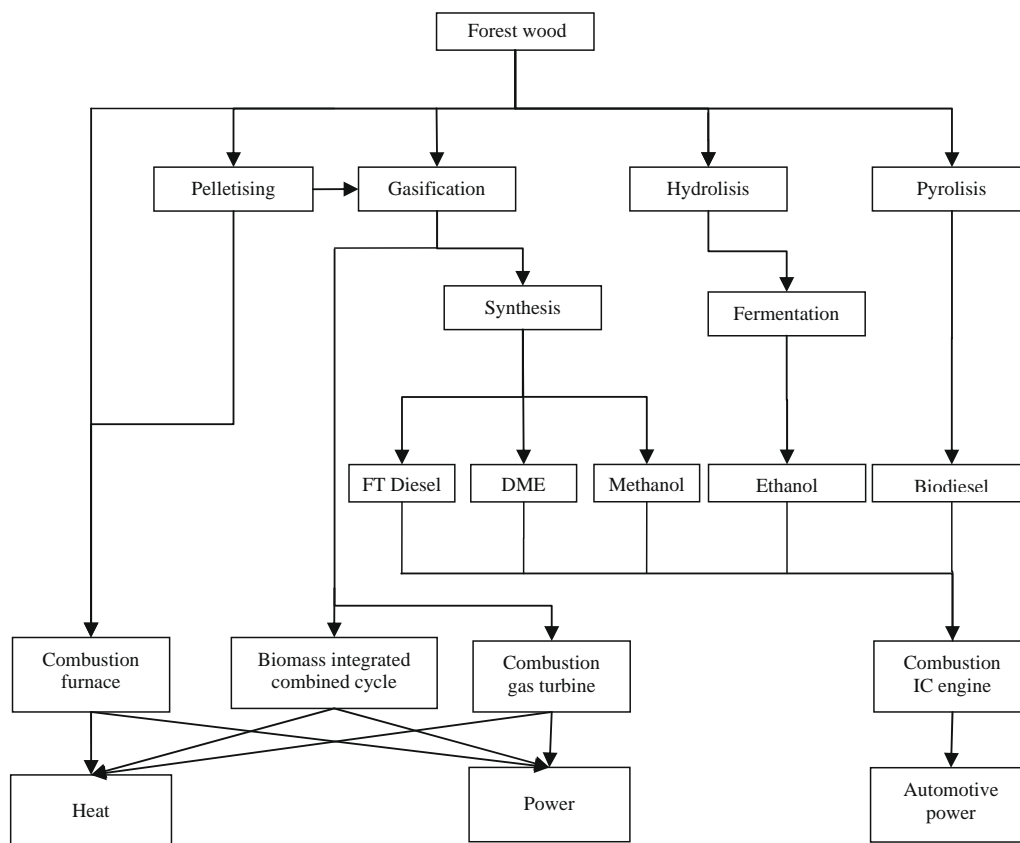 Forest wood
Pelletising
Gasification
Hydrolisis
Pyrolisis
Synthesis
Fermentation
FT Diesel
DME
Methanol
Ethanol
Biodiesel
Combustion
furnace
Biomass integrated
combined cycle
Combustion
gas turbine
Combustion
IC engine
Heat
Power
Automotive
power